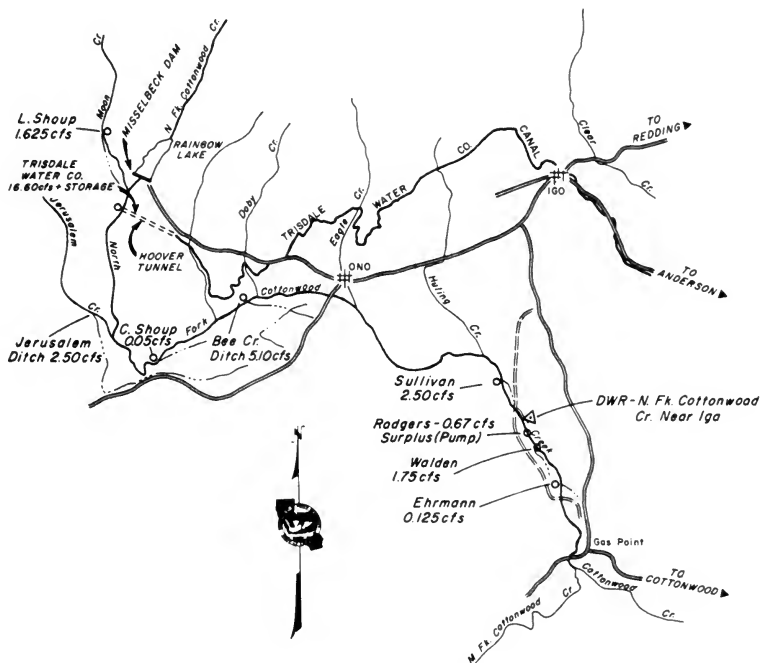 Cr.
Moon
MISSELBECK DAM
N. Fk. Cottonwood
Cr.
L. Shoup
1.625cfs
RAINBOW
LAKE
TRISDALE
WATER CO.
16.60cfs + STORAGE
Jerusalem
Cr.
North
Fork
Cottonwood
Creek
HOOVER
TUNNEL
Doby
Cr.
TRISDALE
WATER
CO.
CANAL
Eagle
Cr.
Clear
Cr.
TO
REDDING
IGO
TO
ANDERSON
ONO
Huling
Cr.
C. Shoup
0.05cfs
Jerusalem
Ditch 2.50cfs
Bee Cr.
Ditch 5.10cfs
Sullivan
2.50cfs
DWR-N. Fk. Cottonwood
Cr. Near Iga
Rodgers-0.67cfs
Surplus(Pump)
Walden
1.75cfs
Ehrmann
0.125cfs
Gas Point
TO
COTTONWOOD
Cottonwood
Cr.
M. Fk. Cottonwood
Cr.